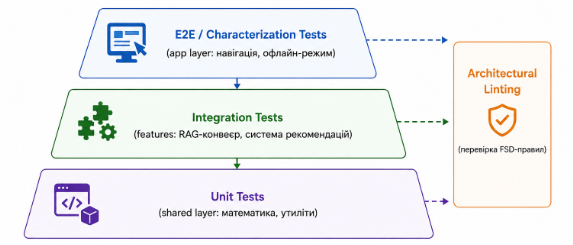 E2E / Characterization Tests
(app layer: навігація, офлайн-режим)
Integration Tests
(features: RAG-конвеєр, система рекомендацій)
Unit Tests
(shared layer: математика, утиліти)
Architectural
Linting
(перевірка FSD-правил)